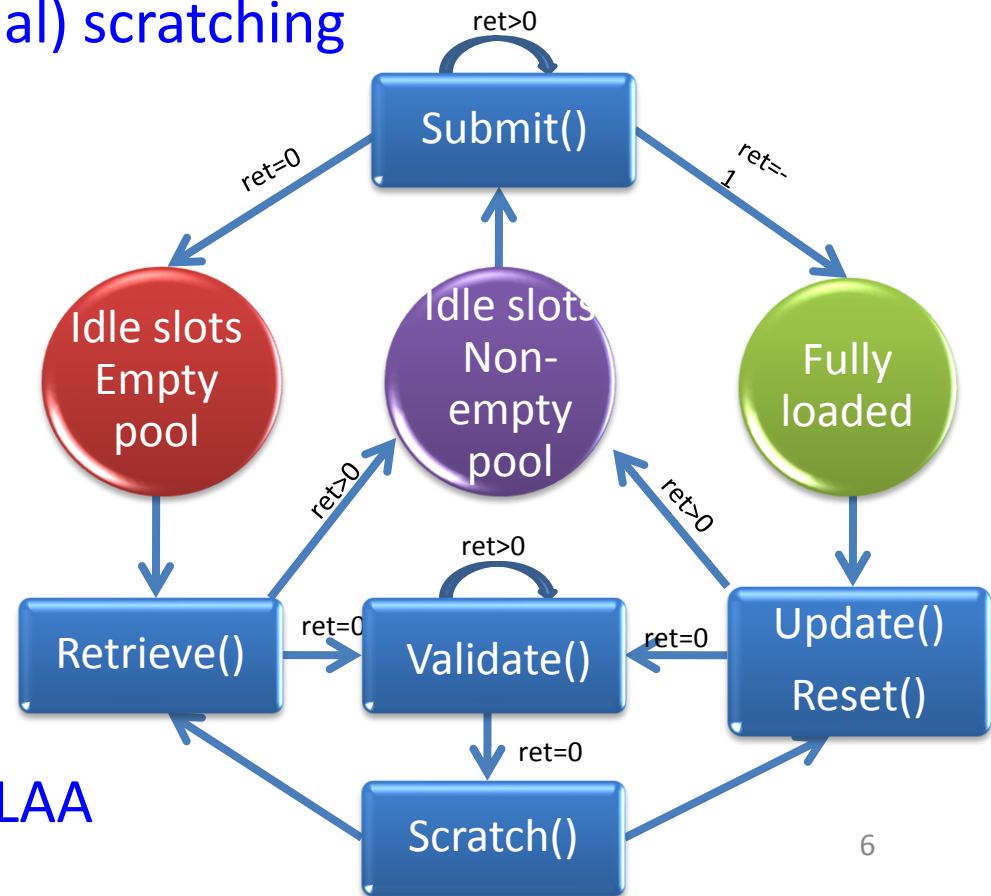 al) scratching
ret>0
Submit()
ret=0
ret=-
1
Idle slots
Empty
pool
Idle slots
Non-
empty
pool
Fully
loaded
ret>0
ret>0
ret>0
Retrieve()
ret=0
Validate()
ret=0
Update()
Reset()
ret=0
LAA
Scratch()
6